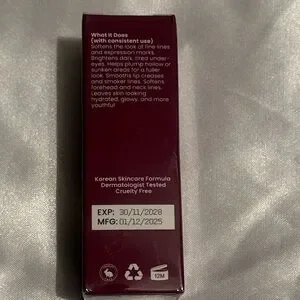 What It Does
(with consistent use)
Softens the look of fine lines
and expression marks.
Brightens dark, tired under-
eyes. Helps plump hollow or
sunken areas for a fuller
look. Smooths lip creases
and smoker lines. Softens
forehead and neck lines.
Leaves skin looking
hydrated, glowy, and more
youthful
Korean Skincare Formula
Dermatologist Tested
Cruelty Free
EXP: 30/11/2028
MFG: 01/12/2025
12M